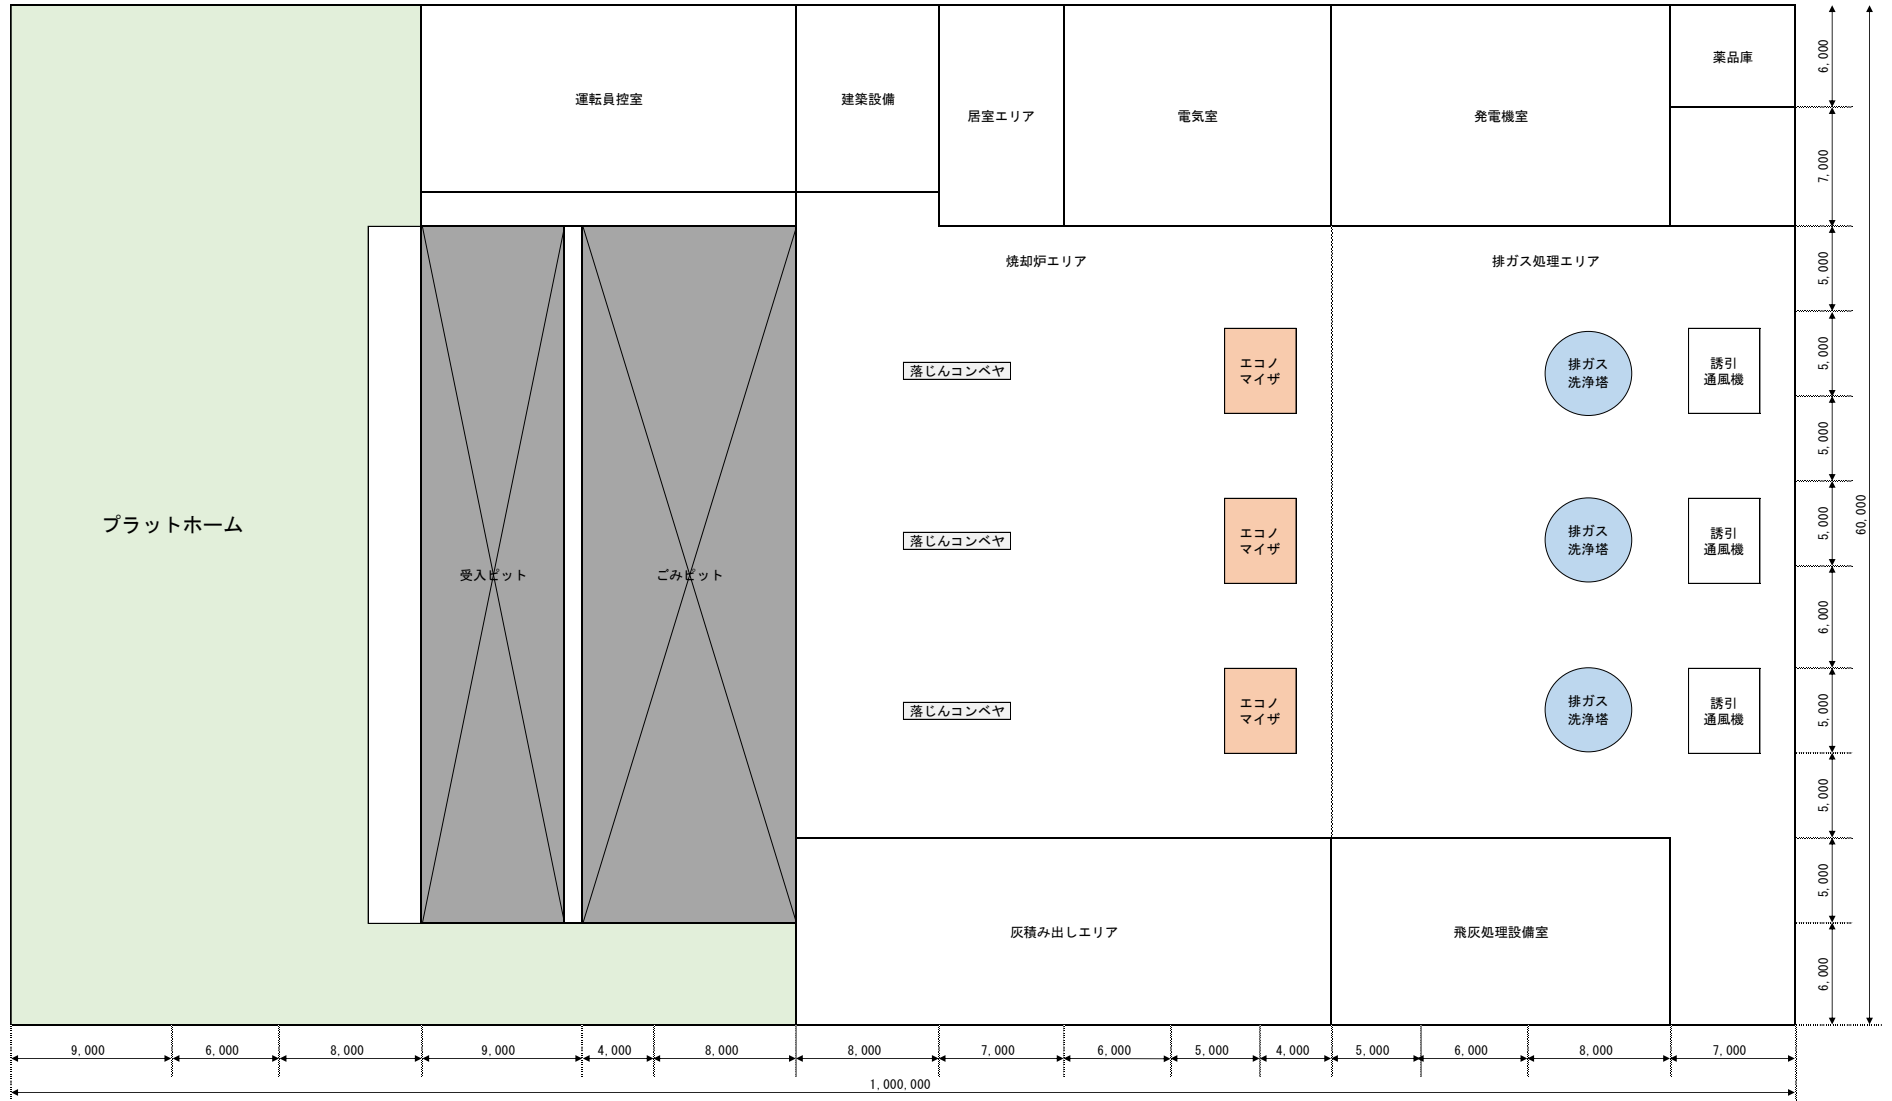 薬品庫
運転員控室
建築設備
居室エリア
電気室
発電機室
焼却炉エリア
排ガス処理エリア
落じんコンベヤ
エコノ
マイザ
排ガス
洗浄塔
誘引
通風機
プラットホーム
落じんコンベヤ
エコノ
マイザ
排ガス
洗浄塔
誘引
通風機
受入ピット
ごみピット
落じんコンベヤ
エコノ
マイザ
排ガス
洗浄塔
誘引
通風機
灰積み出しエリア
飛灰処理設備室
6,000
7,000
5,000
5,000
5,000
5,000
6,000
5,000
5,000
5,000
6,000
60,000
9,000
6,000
8,000
9,000
4,000
8,000
8,000
7,000
6,000
5,000
4,000
5,000
6,000
8,000
7,000
1,000,000